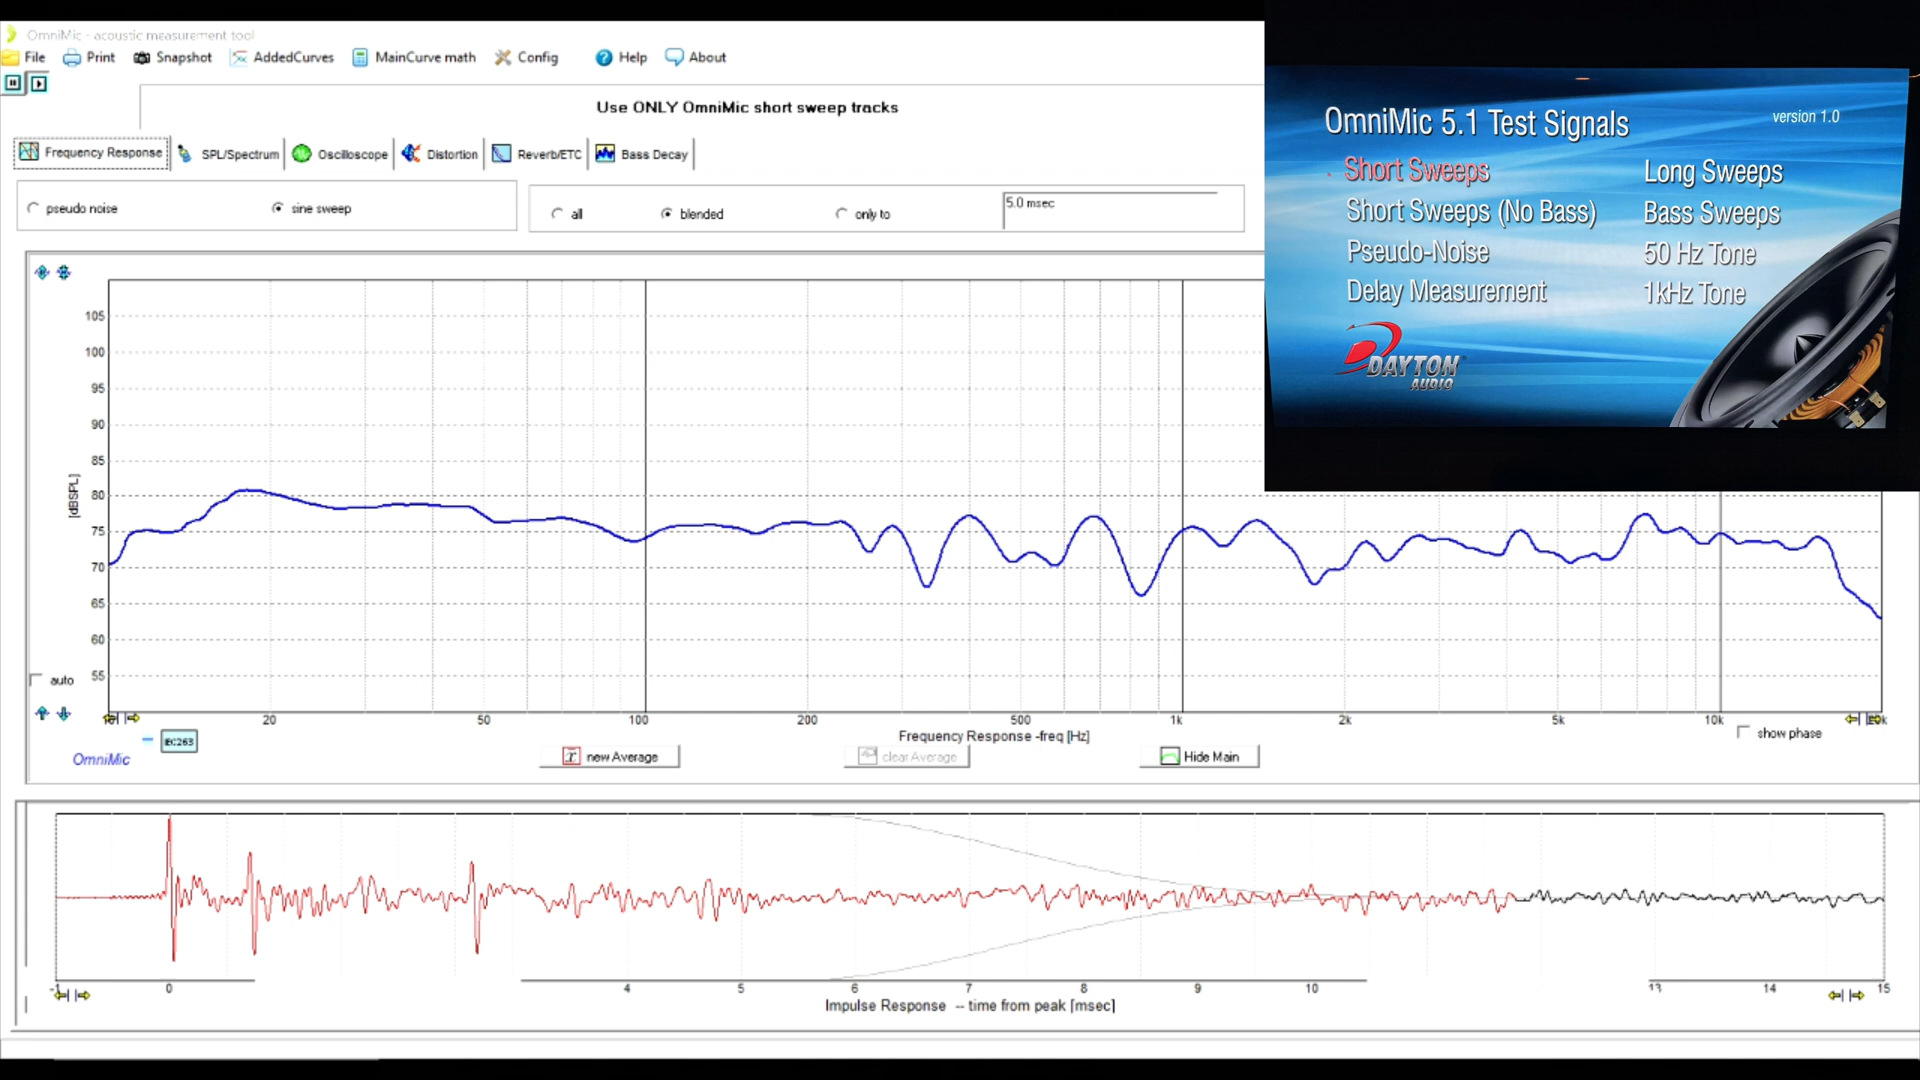 OmniMic - acoustic measurement tool
File Print Snapshot AddedCurves MainCurve math Config Help About
Use ONLY OmniMic short sweep tracks
Frequency Response SPL/Spectrum Oscilloscope Distortion Reverb/ETC Bass Decay
pseudo noise sine sweep all blended only to 5.0 msec
OmniMic 5.1 Test Signals
version 1.0
Short Sweeps Long Sweeps
Short Sweeps (No Bass) Bass Sweeps
Pseudo-Noise 50 Hz Tone
Delay Measurement 1kHz Tone
DAYTON
AUDIO
105
100
95
90
85
80
75
70
65
60
55
[dBSPL]
auto
20 50 100 200 500 1k 2k 5k 10k
Frequency Response -freq [Hz]
show phase
IEC263
OmniMic
new Average clear Average Hide Main
-1 0 4 5 6 7 8 9 10 14 15
Impulse Response -- time from peak [msec]